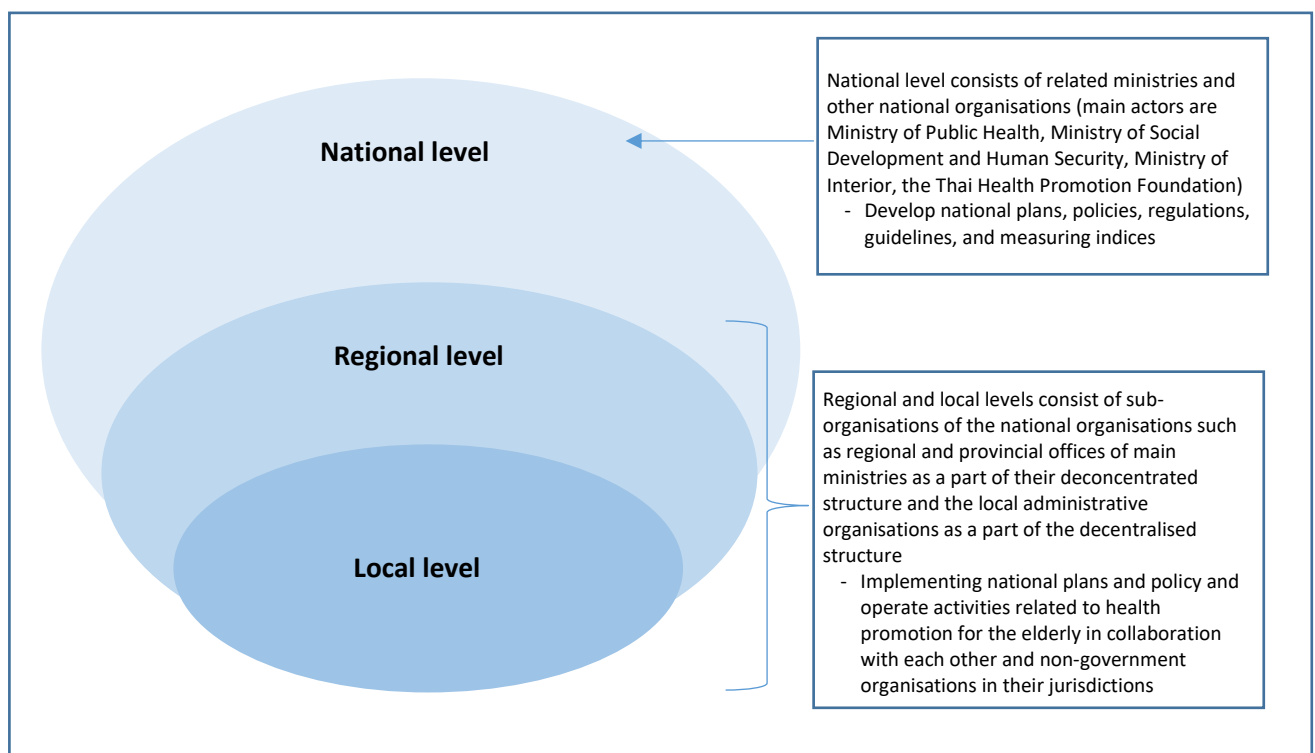 National level
National level consists of related ministries and
other national organisations (main actors are
Ministry of Public Health, Ministry of Social
Development and Human Security, Ministry of
Interior, the Thai Health Promotion Foundation)
- Develop national plans, policies, regulations,
guidelines, and measuring indices
Regional level
Local level
Regional and local levels consist of sub-
organisations of the national organisations such
as regional and provincial offices of main
ministries as a part of their deconcentrated
structure and the local administrative
organisations as a part of the decentralised
structure
- Implementing national plans and policy and
operate activities related to health
promotion for the elderly in collaboration
with each other and non-government
organisations in their jurisdictions